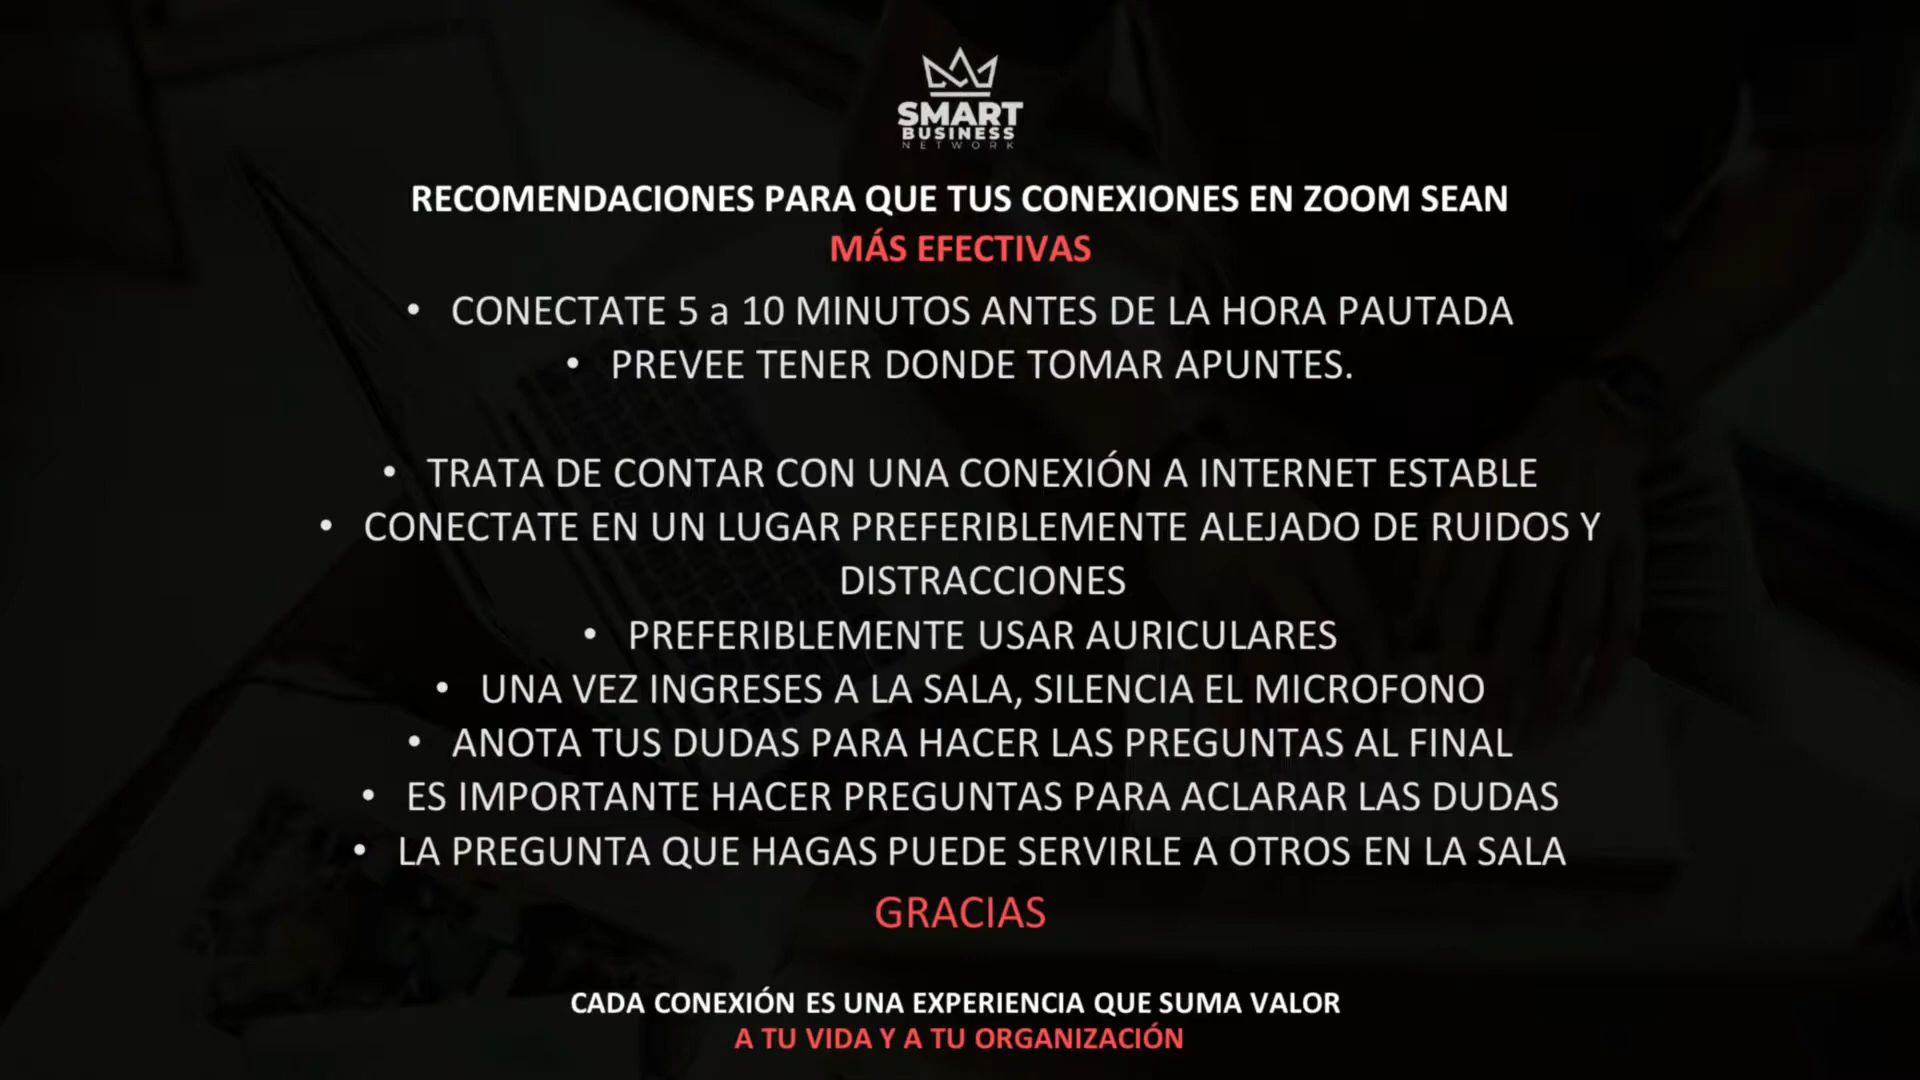 SMART
BUSINESS
NETWORK
RECOMENDACIONES PARA QUE TUS CONEXIONES EN ZOOM SEAN
MÁS EFECTIVAS
• CONECTATE 5 a 10 MINUTOS ANTES DE LA HORA PAUTADA
• PREVEE TENER DONDE TOMAR APUNTES.
• TRATA DE CONTAR CON UNA CONEXIÓN A INTERNET ESTABLE
• CONECTATE EN UN LUGAR PREFERIBLEMENTE ALEJADO DE RUIDOS Y
DISTRACCIONES
• PREFERIBLEMENTE USAR AURICULARES
• UNA VEZ INGRESES A LA SALA, SILENCIA EL MICROFONO
• ANOTA TUS DUDAS PARA HACER LAS PREGUNTAS AL FINAL
• ES IMPORTANTE HACER PREGUNTAS PARA ACLARAR LAS DUDAS
• LA PREGUNTA QUE HAGAS PUEDE SERVIRLE A OTROS EN LA SALA
GRACIAS
CADA CONEXIÓN ES UNA EXPERIENCIA QUE SUMA VALOR
A TU VIDA Y A TU ORGANIZACIÓN